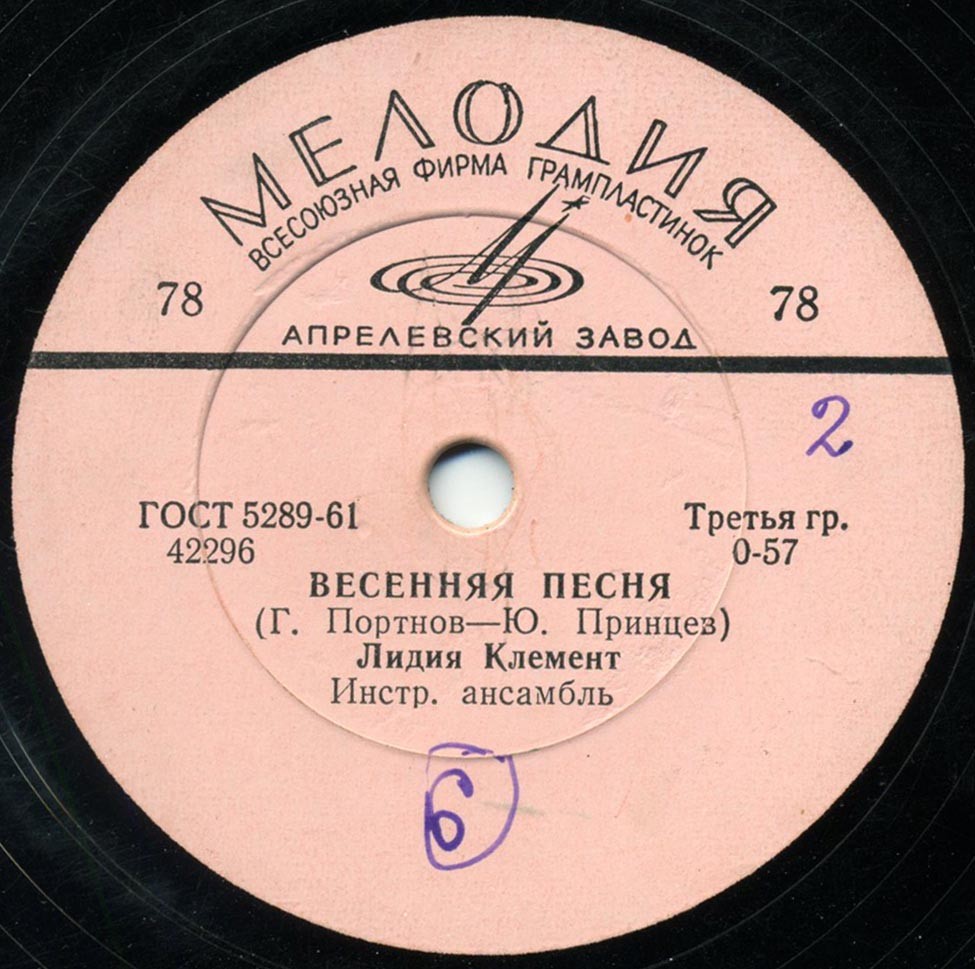 МЕЛОДИЯ
ВСЕСОЮЗНАЯ ФИРМА ГРАМПЛАСТИНОК
78 78
АПРЕЛЕВСКИЙ ЗАВОД
2
ГОСТ 5289-61 Третья гр.
42296 0-57
ВЕСЕННЯЯ ПЕСНЯ
(Г. Портнов—Ю. Принцев)
Лидия Клемент
Инстр. ансамбль
6